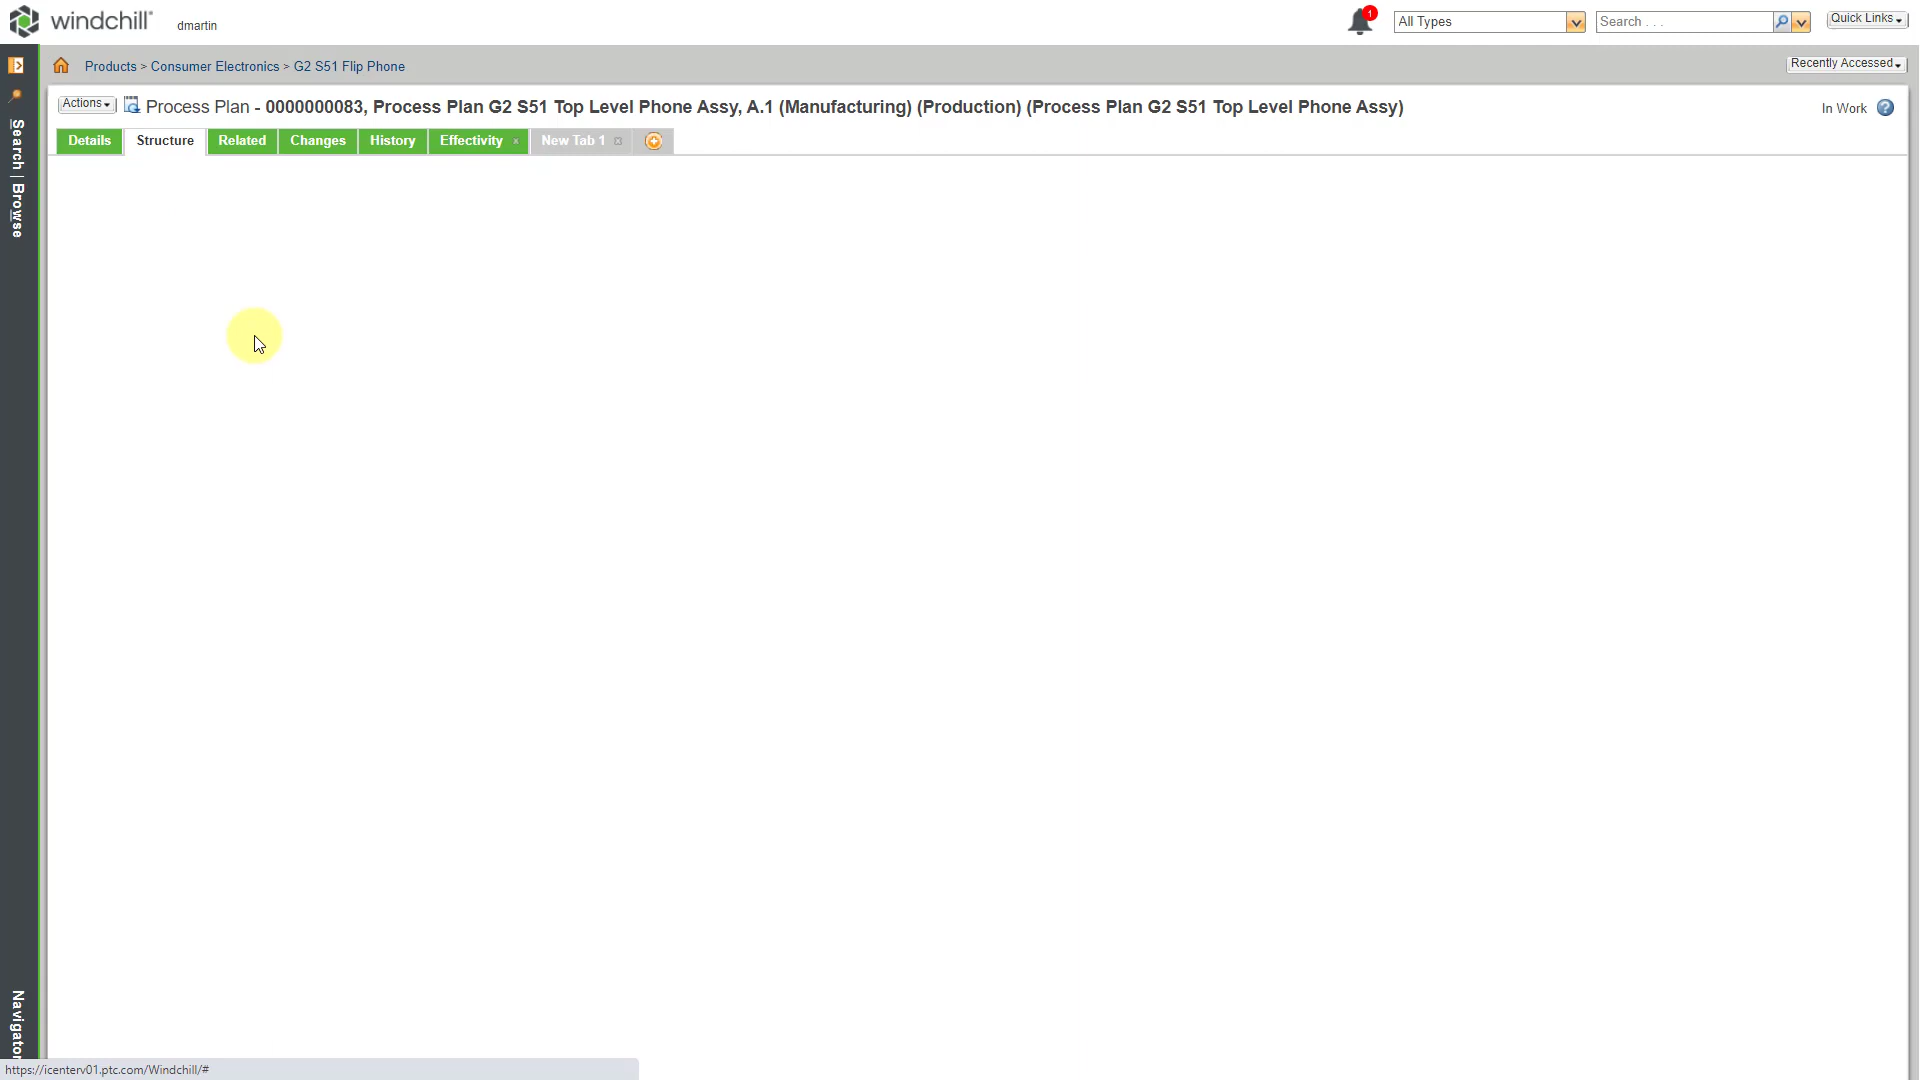 windchill®
dmartin
1
All Types
Search . . .
Quick Links
Products > Consumer Electronics > G2 S51 Flip Phone
Recently Accessed
Actions
Process Plan - 0000000083, Process Plan G2 S51 Top Level Phone Assy, A.1 (Manufacturing) (Production) (Process Plan G2 S51 Top Level Phone Assy)
In Work
Details
Structure
Related
Changes
History
Effectivity
New Tab 1
Search | Browse
Navigator
https://icenterv01.ptc.com/Windchill/#